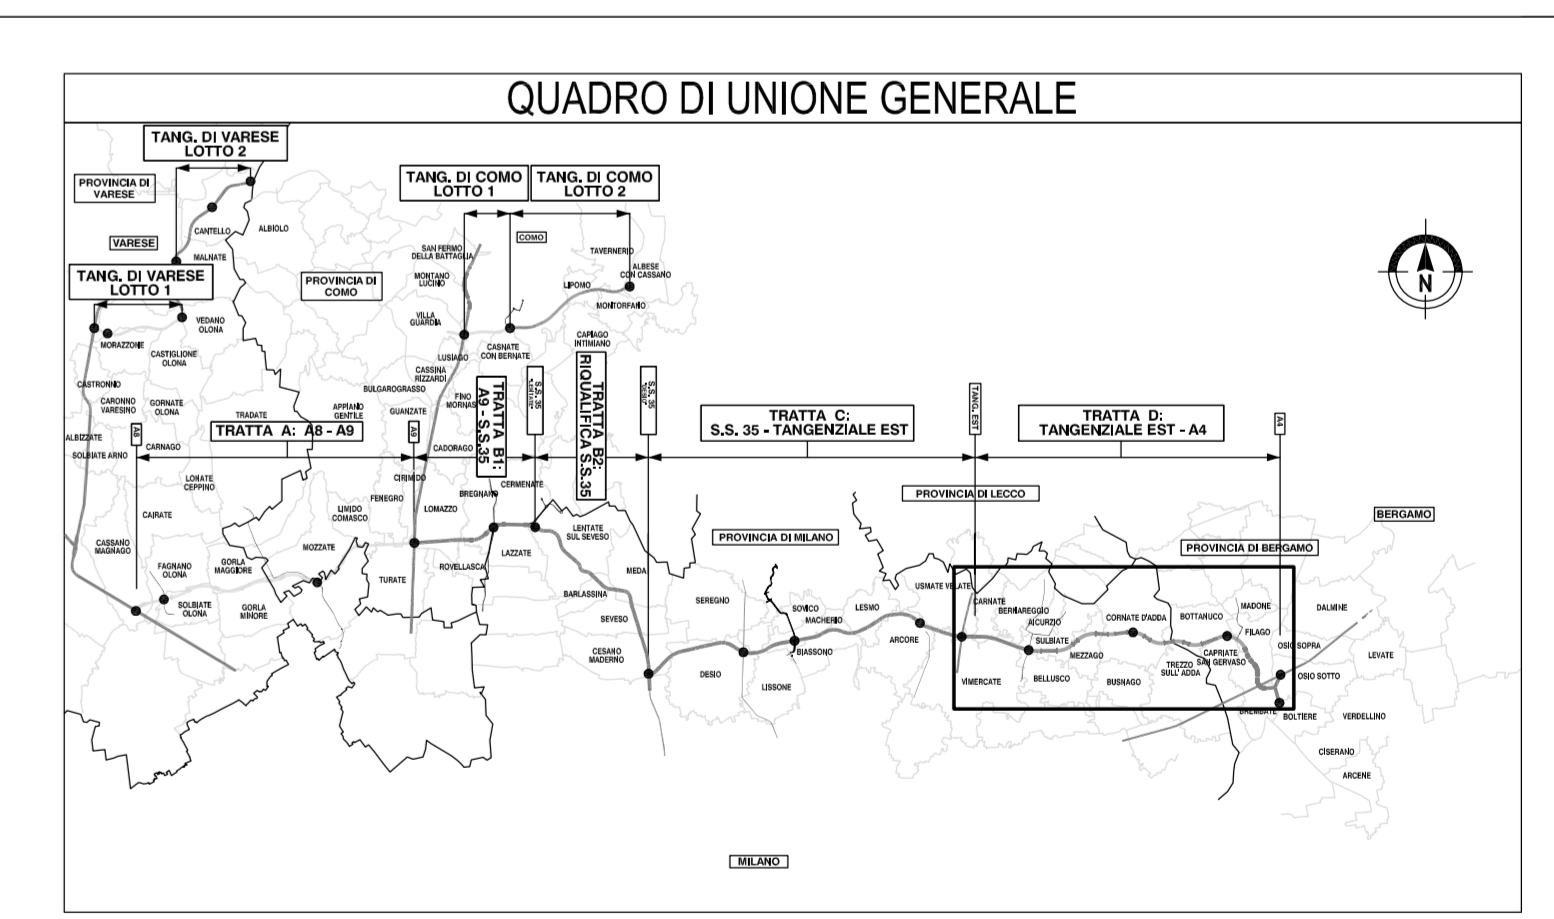 QUADRO DI UNIONE GENERALE
TANG. DI VARESE
LOTTO 2
PROVINCIA DI
VARESE
CANTELLO
ALBIOLO
VARESE
MALNATE
TANG. DI VARESE
LOTTO 1
PROVINCIA DI
COMO
TANG. DI COMO
LOTTO 1
TANG. DI COMO
LOTTO 2
COMO
SAN FERMO
DELLA BATTAGLIA
TAVERNERIO
ALBESE
CON CASSANO
MONTANO
LUCINO
LIPOMO
MONTORFANO
VILLA
GUARDIA
N
VEDANO
OLONA
MORAZZONE
CASTIGLIONE
OLONA
LUSIAGO
CASNATE
CON BERNATE
CAPIAGO
INTIMIANO
CASSINA
RIZZARDI
CASTRONNO
BULGAROGRASSO
CARONNO
VARESINO
GORNATE
OLONA
TRADATE
APPIANO
GENTILE
GUANZATE
FINO
MORNAS
TRATTA B1:
A9 - S.S.35
S.S. 35
"LENTATE"
TRATTA B2:
RIQUALIFICA S.S.35
S.S. 35
"DESIO"
TRATTA C:
S.S. 35 - TANGENZIALE EST
TANG. EST
TRATTA D:
TANGENZIALE EST - A4
A4
ALBIZZATE
A8
TRATTA A: A8 - A9
A9
CARNAGO
SOLBIATE ARNO
CADORAGO
LONATE
CEPPINO
CIRIMIDO
CERMENATE
FENEGRO
BREGNANO
PROVINCIA DI LECCO
CAIRATE
LIMIDO
COMASCO
LOMAZZO
BERGAMO
CASSANO
MAGNAGO
MOZZATE
LENTATE
SUL SEVESO
PROVINCIA DI MILANO
PROVINCIA DI BERGAMO
LAZZATE
FAGNANO
OLONA
GORLA
MAGGIORE
TURATE
ROVELLASCA
MEDA
USMATE VELATE
SOLBIATE
OLONA
GORLA
MINORE
BARLASSINA
SEREGNO
SOVICO
MACHERIO
LESMO
CARNATE
BERNAREGGIO
AICURZIO
CORNATE D'ADDA
BOTTANUCO
MADONE
DALMINE
SEVESO
ARCORE
SULBIATE
FILAGO
CESANO
MADERNO
BIASSONO
MEZZAGO
CAPRIATE
SAN GERVASO
OSIO SOPRA
LEVATE
TREZZO
SULL' ADDA
DESIO
LISSONE
VIMERCATE
BELLUSCO
BUSNAGO
OSIO SOTTO
BREMBATE
BOLTIERE
VERDELLINO
CISERANO
ARCENE
MILANO